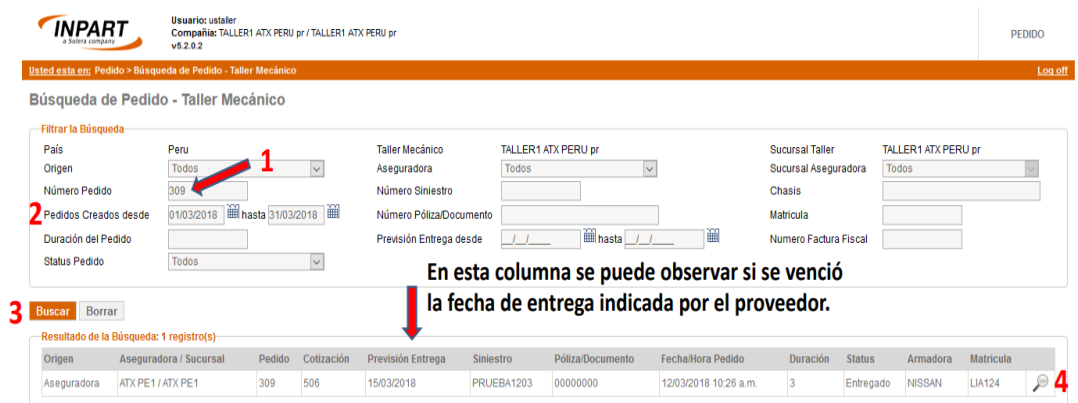 INPART
a Solera company
Usuario: ustaller
Compañia: TALLER1 ATX PERU pr / TALLER1 ATX PERU pr
v5.2.0.2
PEDIDO
Usted esta en: Pedido > Búsqueda de Pedido - Taller Mecánico
Log off
Búsqueda de Pedido - Taller Mecánico
Filtrar la Búsqueda
País Peru Taller Mecánico TALLER1 ATX PERU pr Sucursal Taller TALLER1 ATX PERU pr
1
Origen Todos Aseguradora Todos Sucursal Aseguradora Todos
Número Pedido 309 Número Siniestro Chasis
2 Pedidos Creados desde 01/03/2018 hasta 31/03/2018 Número Póliza/Documento Matricula
Duración del Pedido Previsión Entrega desde __/__/____ hasta __/__/____ Numero Factura Fiscal
Status Pedido Todos
En esta columna se puede observar si se venció
la fecha de entrega indicada por el proveedor.
3 Buscar Borrar
Resultado de la Búsqueda: 1 registro(s)
Origen Aseguradora / Sucursal Pedido Cotización Previsión Entrega Siniestro Póliza/Documento Fecha/Hora Pedido Duración Status Armadora Matricula
Aseguradora ATX PE1 / ATX PE1 309 506 15/03/2018 PRUEBA1203 00000000 12/03/2018 10:26 a.m. 3 Entregado NISSAN LIA124 4